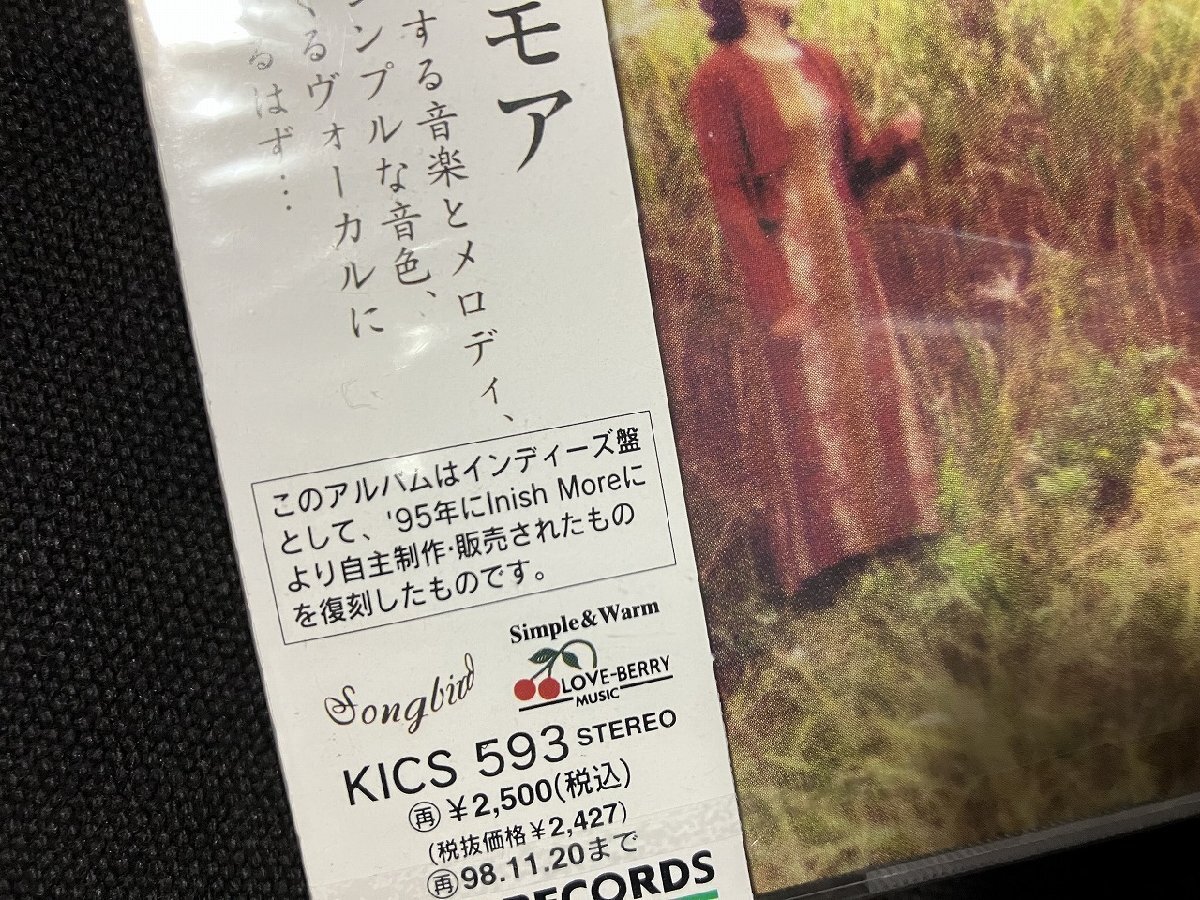 モア
する音楽とメロディ、
ンプルな音色、
るヴォーカルに
るはず…
このアルバムはインディーズ盤
として、'95年にInish Moreに
より自主制作・販売されたもの
を復刻したものです。
Songbird
Simple&Warm
LOVE-BERRY
MUSIC
KICS 593 STEREO
再 ¥2,500(税込)
(税抜価格¥2,427)
再 98.11.20まで
RECORDS